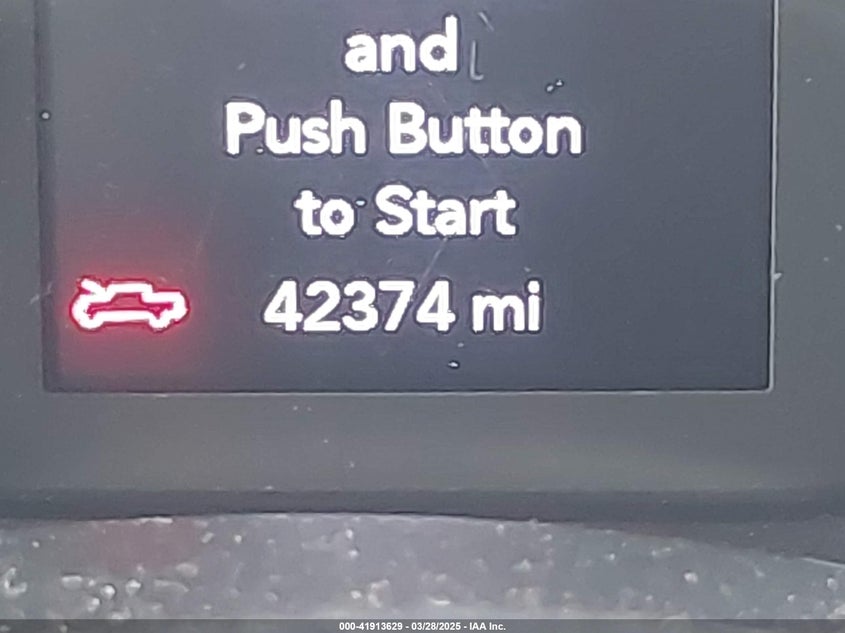 and
Push Button
to Start
42374 mi
000-41913629 - 03/28/2025 - IAA Inc.